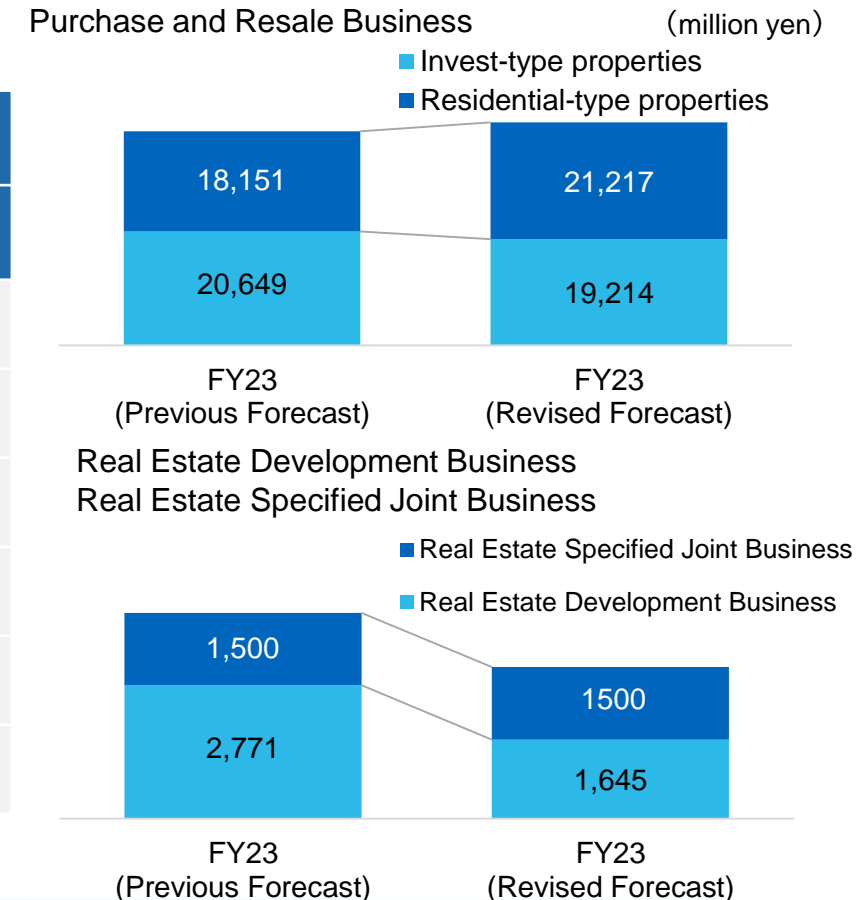 Purchase and Resale Business （million yen）
Invest-type properties
Residential-type properties
18,151 21,217
20,649 19,214
FY23 FY23
(Previous Forecast) (Revised Forecast)
Real Estate Development Business
Real Estate Specified Joint Business
Real Estate Specified Joint Business
Real Estate Development Business
1,500 1500
2,771 1,645
FY23 FY23
(Previous Forecast) (Revised Forecast)